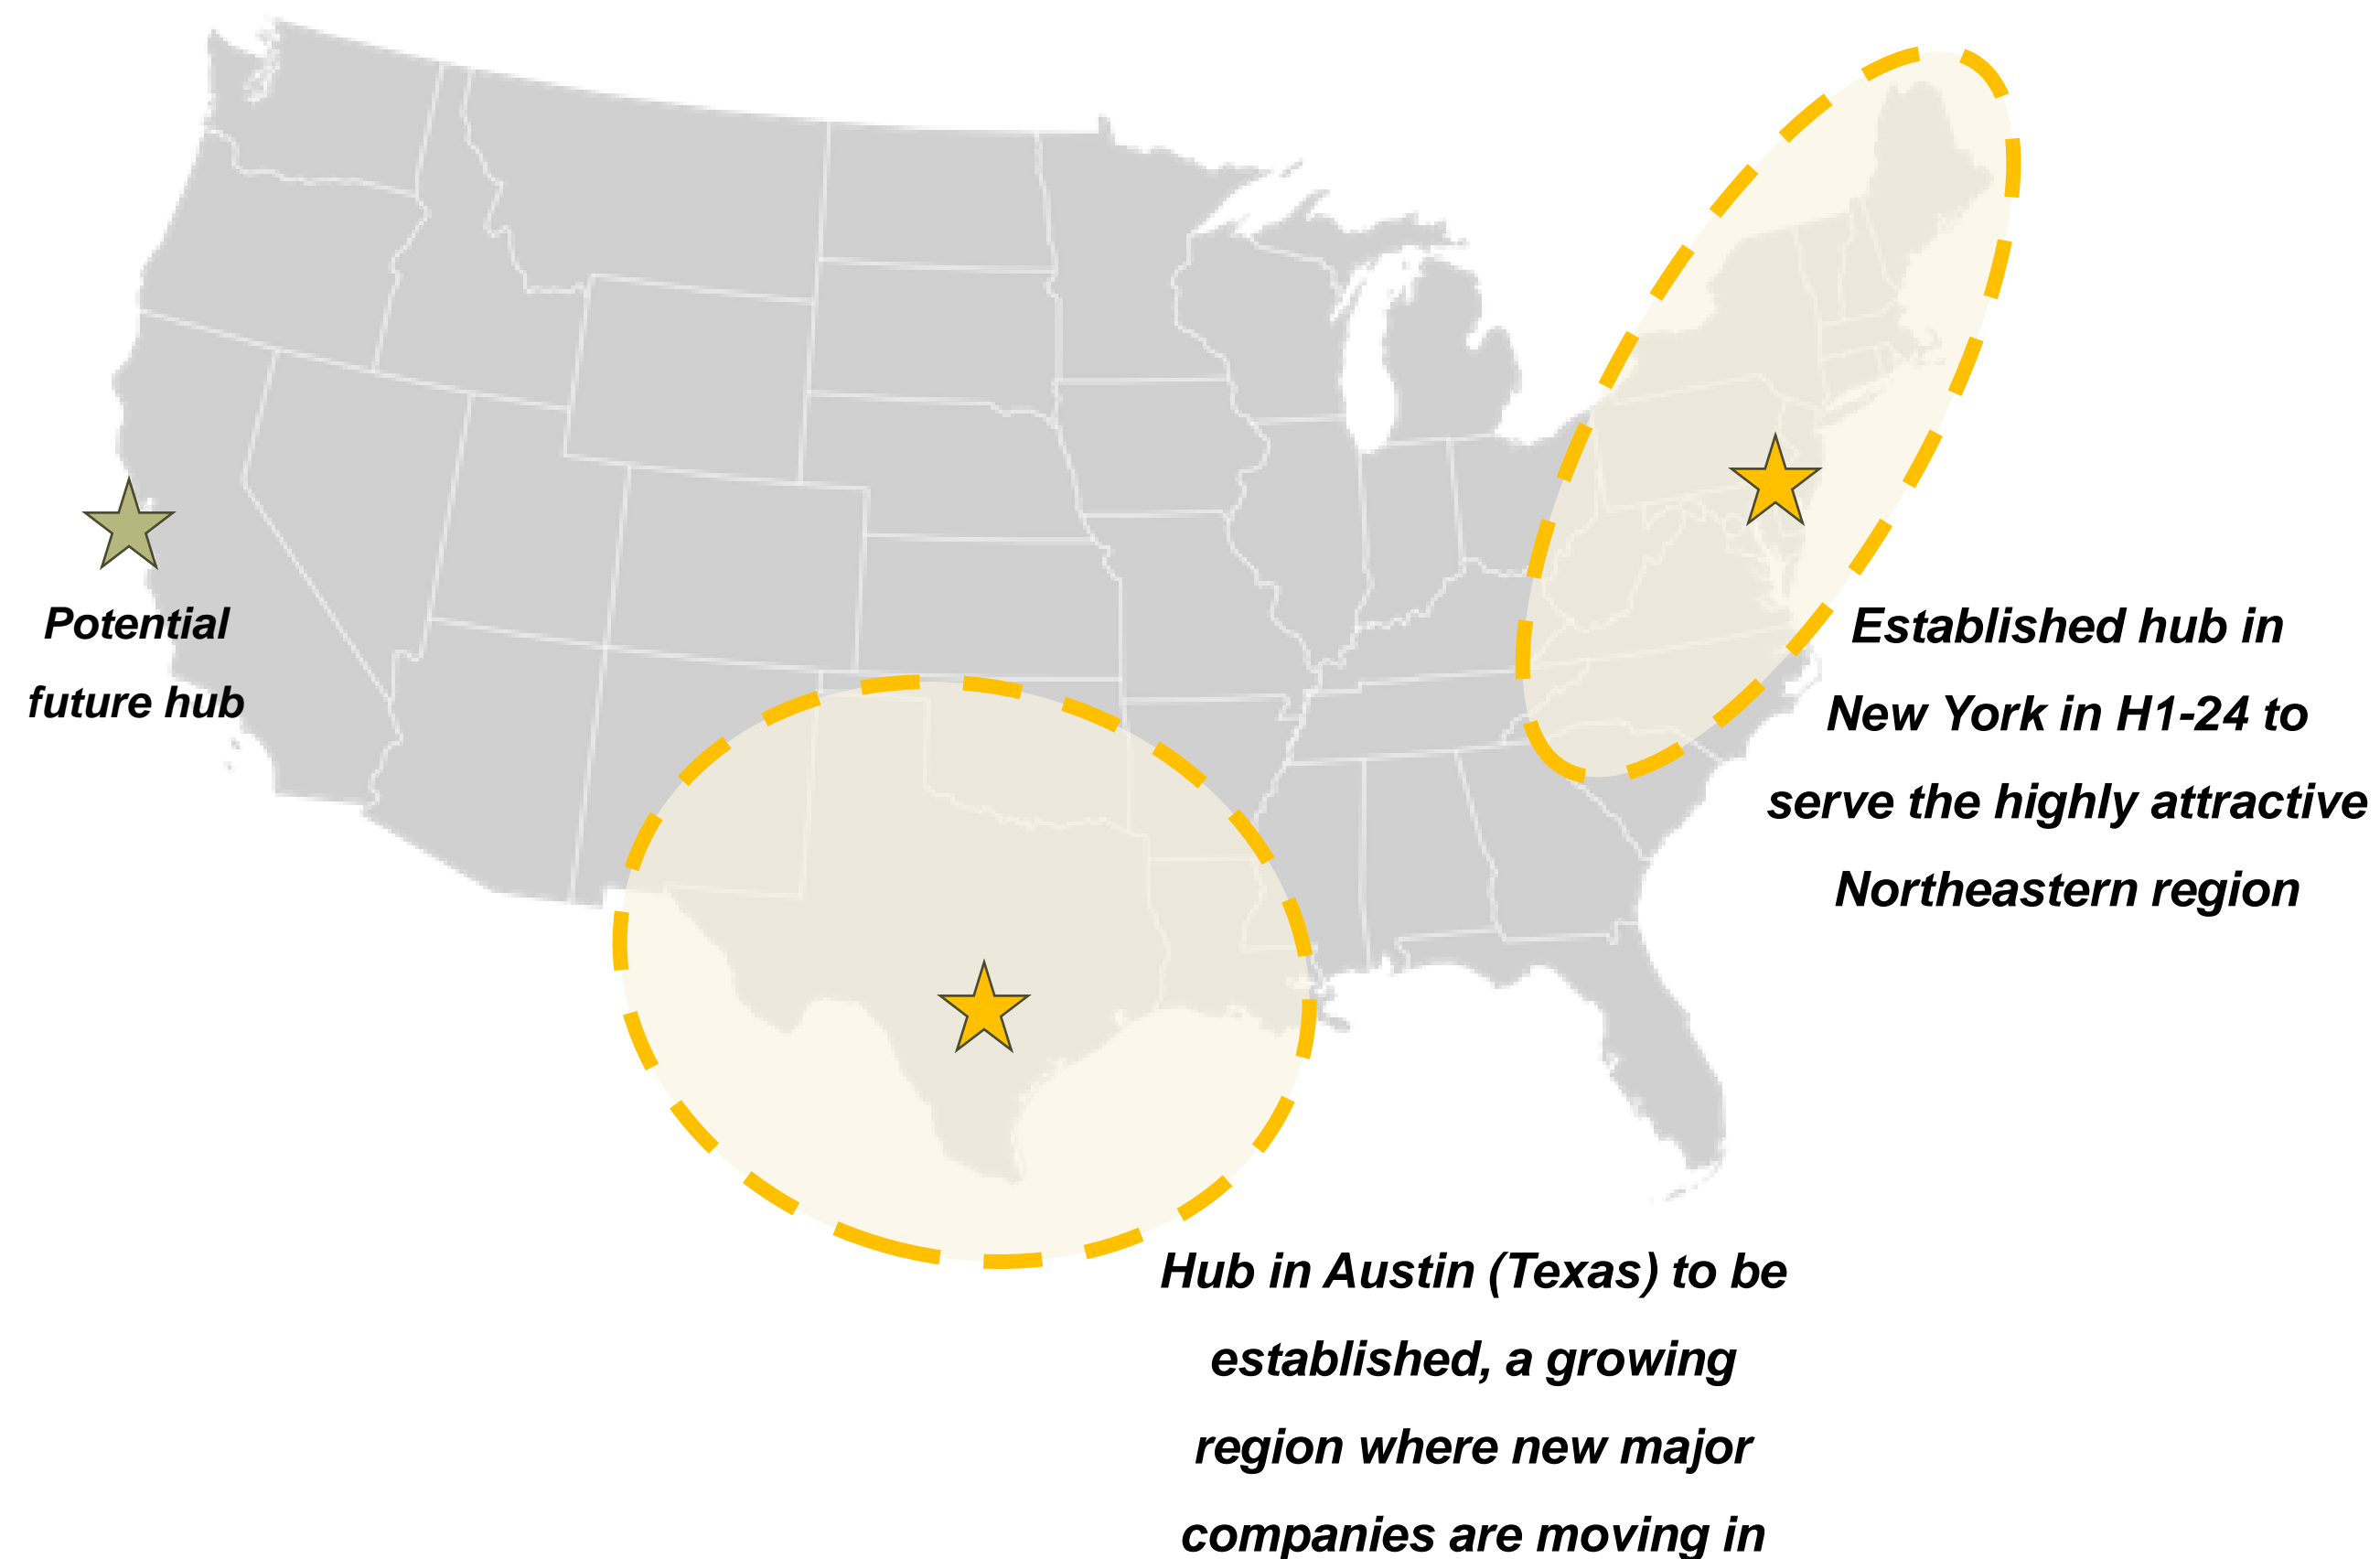 Potential
future hub
Established hub in
New York in H1-24 to
serve the highly attractive
Northeastern region
Hub in Austin (Texas) to be
established, a growing
region where new major
companies are moving in